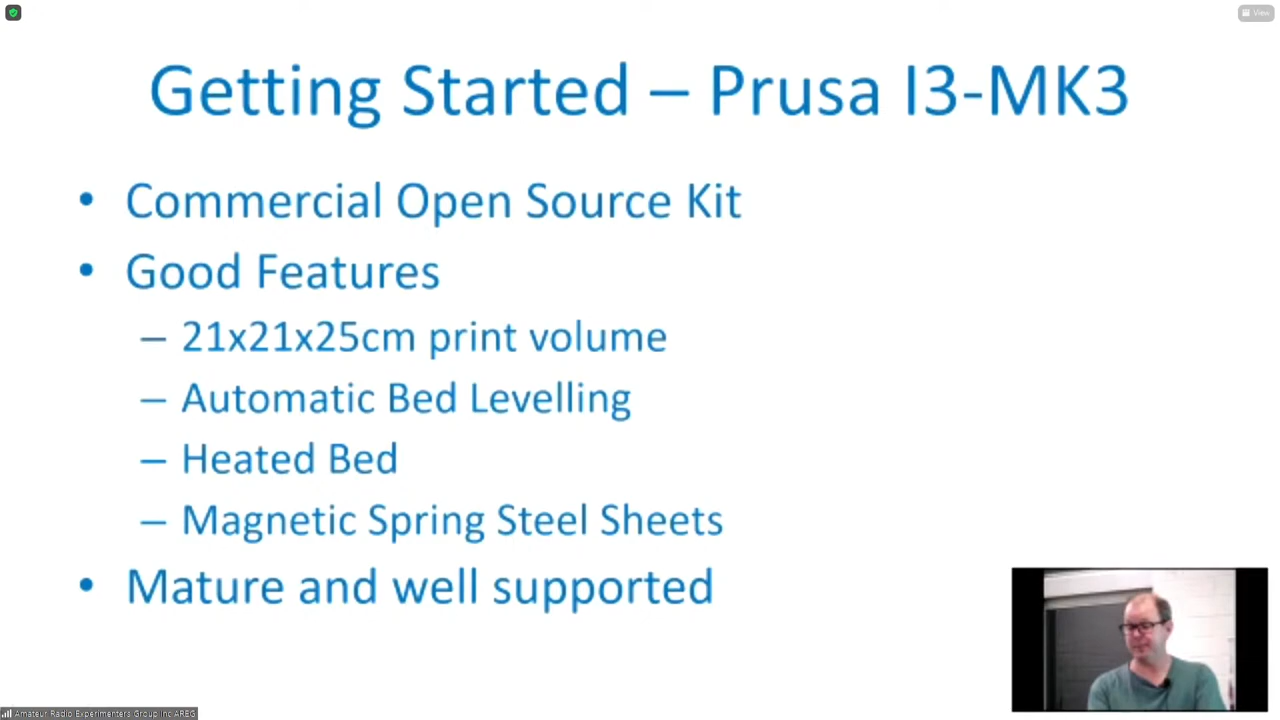 View
Getting Started – Prusa I3-MK3
• Commercial Open Source Kit
• Good Features
– 21x21x25cm print volume
– Automatic Bed Levelling
– Heated Bed
– Magnetic Spring Steel Sheets
• Mature and well supported
Amateur Radio Experimenters Group Inc AREG